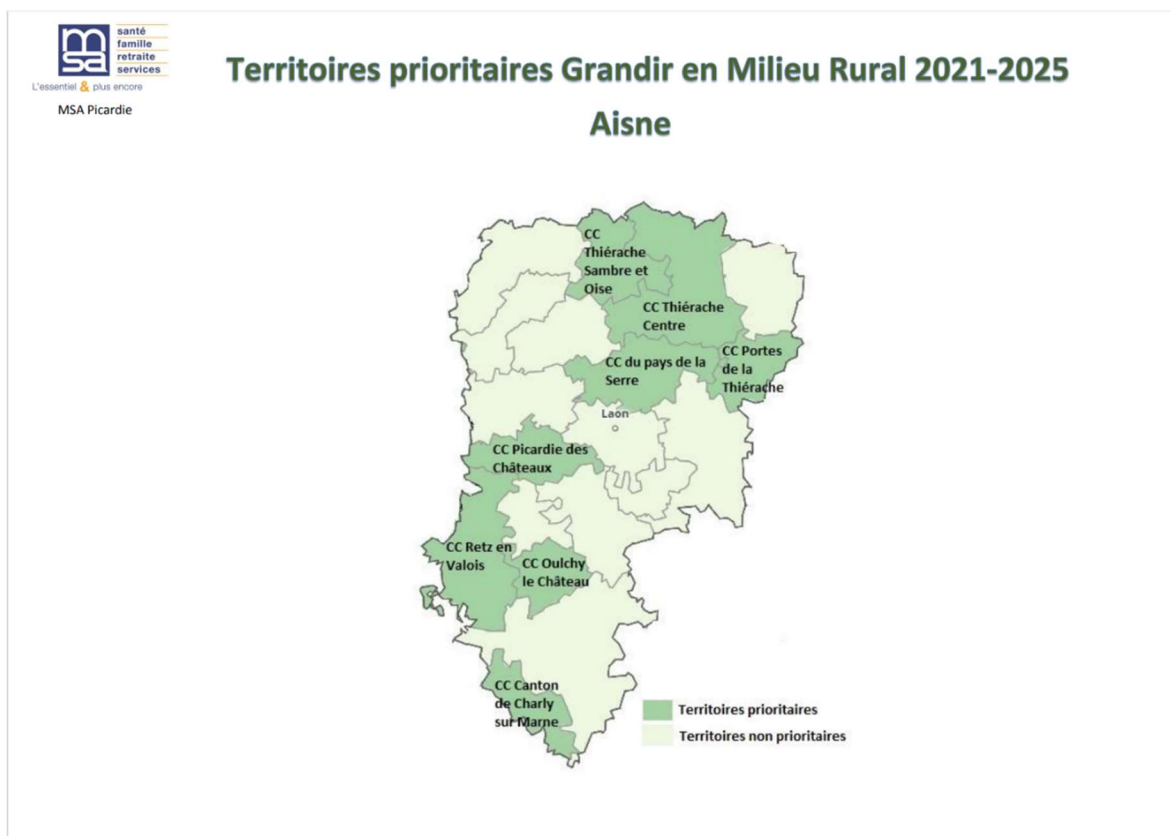 msa
santé
famille
retraite
services
L'essentiel & plus encore
MSA Picardie
Territoires prioritaires Grandir en Milieu Rural 2021-2025
Aisne
CC
Thiérache
Sambre et
Oise
CC Thiérache
Centre
CC du pays de la
Serre
CC Portes
de la
Thiérache
Laon
CC Picardie des
Châteaux
CC Retz en
Valois
CC Oulchy
le Château
CC Canton
de Charly
sur Marne
Territoires prioritaires
Territoires non prioritaires